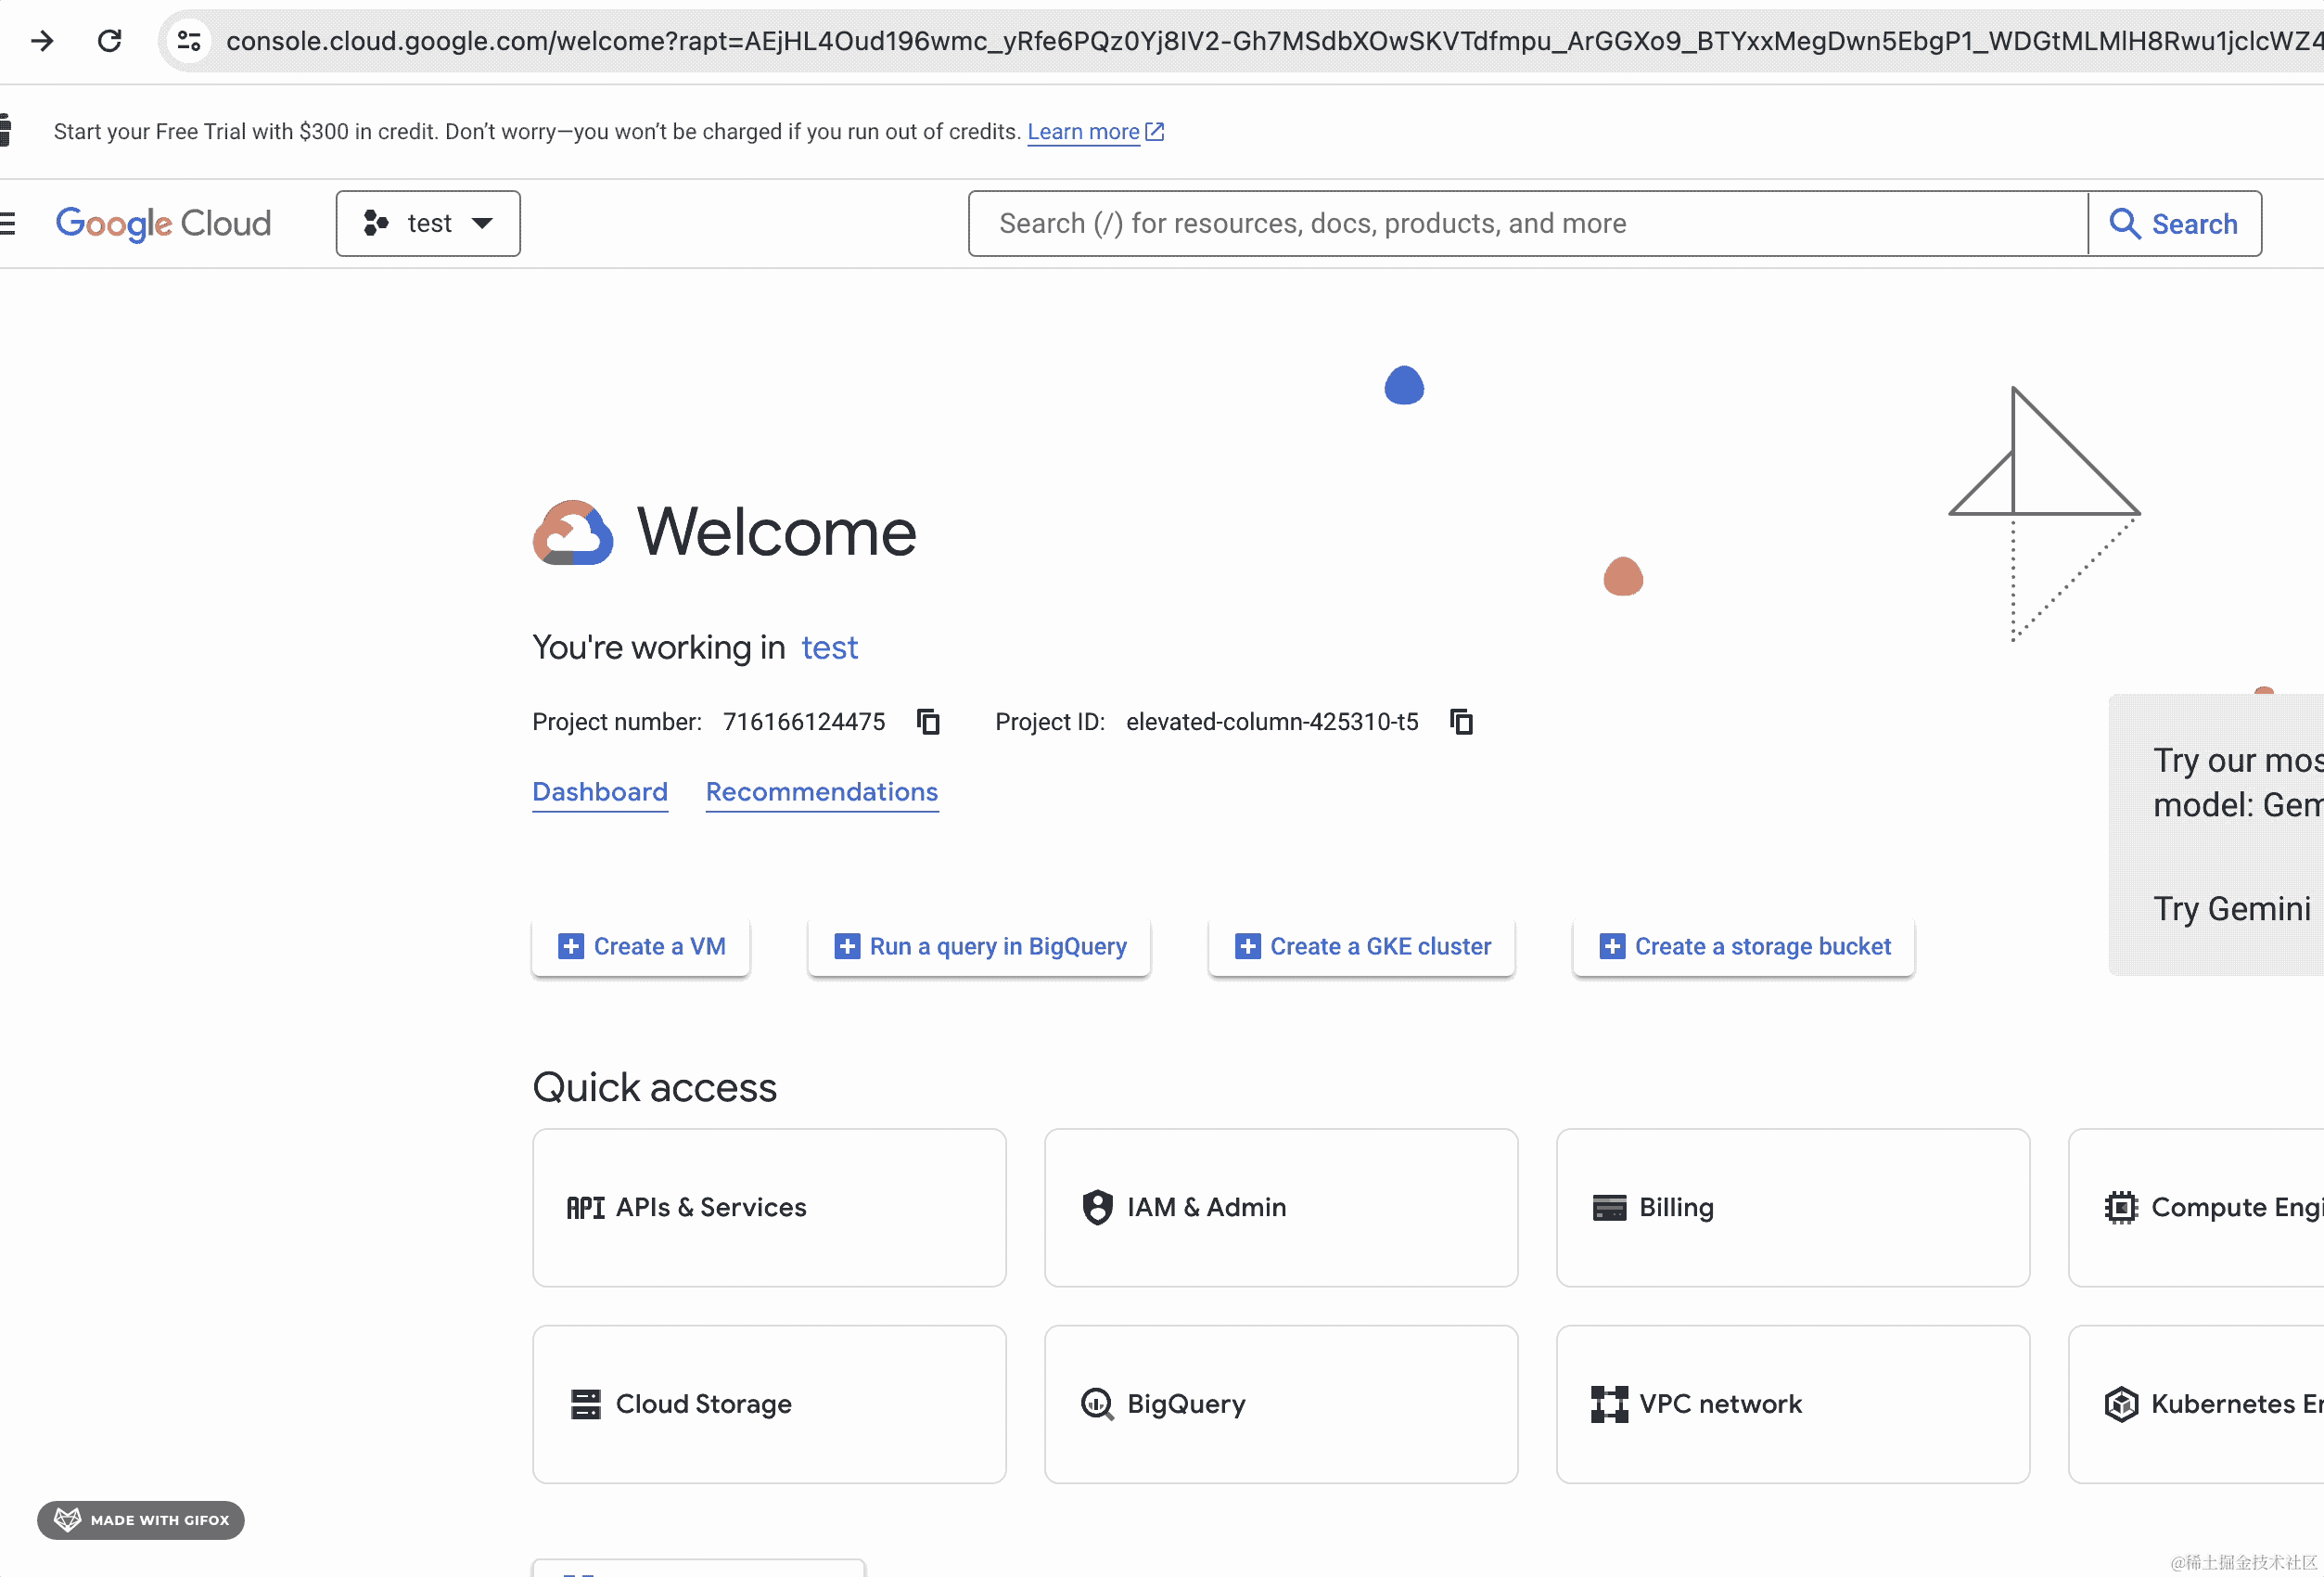 console.cloud.google.com/welcome?rapt=AEjHL4Oud196wmc_yRfe6PQz0Yj8IV2-Gh7MSdbXOwSKVTdfmpu_ArGGXo9_BTYxxMegDwn5EbgP1_WDGtMLMlH8Rwu1jclcWZ4
Start your Free Trial with $300 in credit. Don’t worry—you won’t be charged if you run out of credits. Learn more
Google Cloud
test
Search (/) for resources, docs, products, and more
Search
Welcome
You're working in test
Project number: 716166124475 Project ID: elevated-column-425310-t5
Dashboard Recommendations
Try our mos
model: Gem
Try Gemini
Create a VM
Run a query in BigQuery
Create a GKE cluster
Create a storage bucket
Quick access
API APIs & Services
IAM & Admin
Billing
Compute Engi
Cloud Storage
BigQuery
VPC network
Kubernetes En
MADE WITH GIFOX
@稀土掘金技术社区